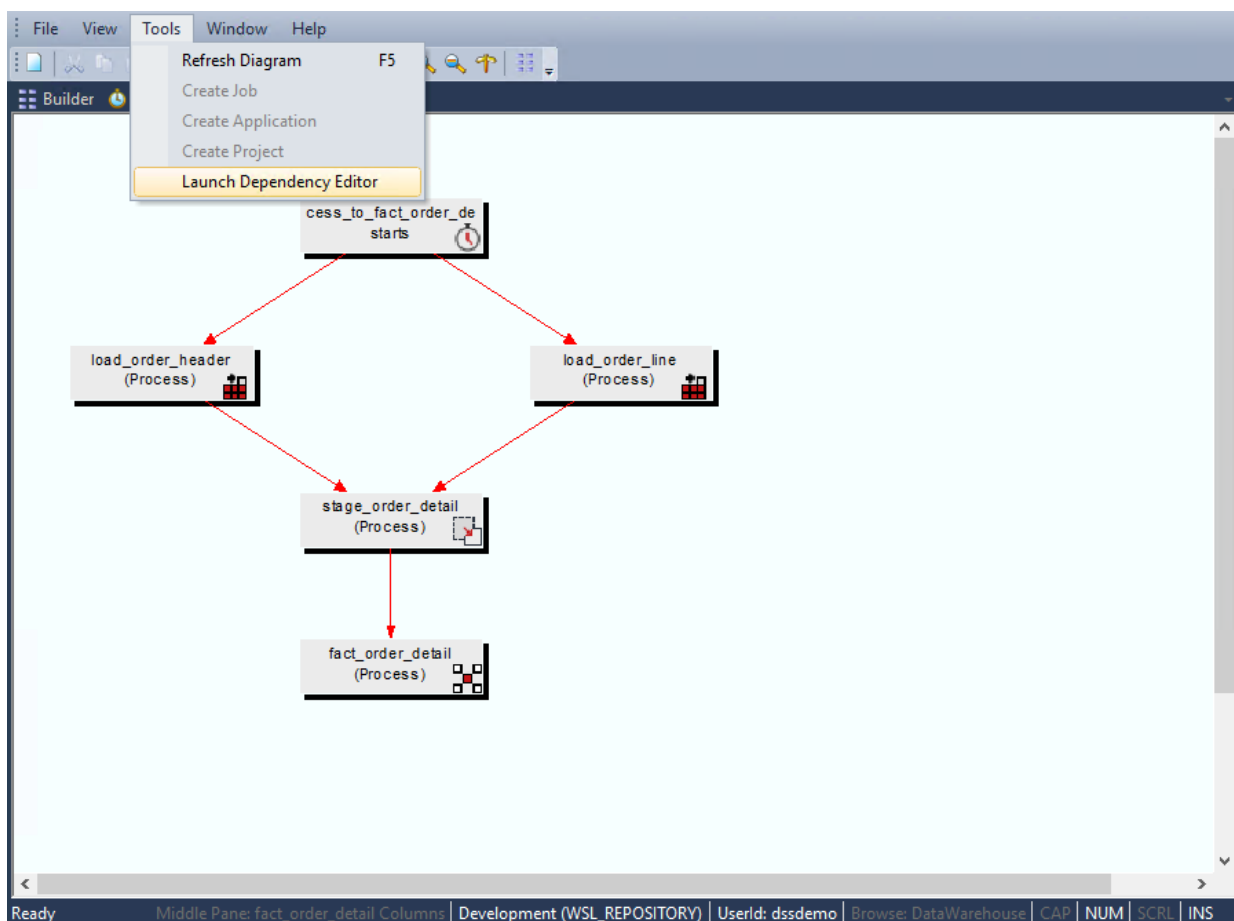 File View Tools Window Help
Refresh Diagram F5
Create Job
Create Application
Create Project
Launch Dependency Editor
Builder
cess_to_fact_order_de
starts
load_order_header
(Process)
load_order_line
(Process)
stage_order_detail
(Process)
fact_order_detail
(Process)
Ready Middle Pane: fact_order_detail Columns Development (WSL_REPOSITORY) UserId: dssdemo Browse: DataWarehouse CAP NUM SCRL INS